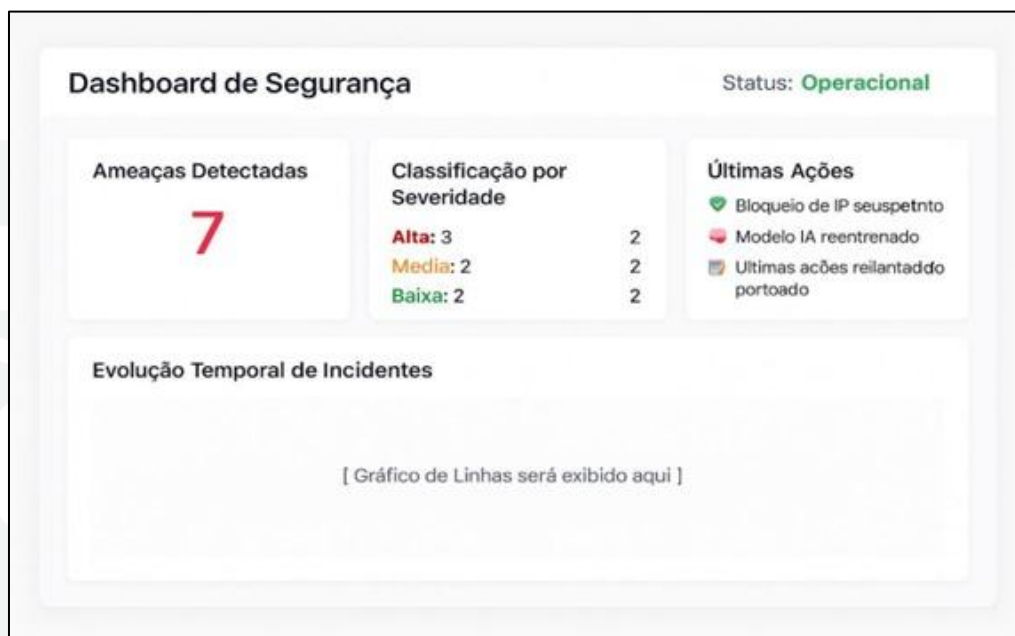 Dashboard de Segurança
Status: Operacional
Ameaças Detectadas
7
Classificação por
Severidade
Alta: 3 2
Media: 2 2
Baixa: 2 2
Últimas Ações
Bloqueio de IP seuspetnto
Modelo IA reentrenado
Ultimas acões reilantaddo
portoado
Evolução Temporal de Incidentes
[ Gráfico de Linhas será exibido aqui ]